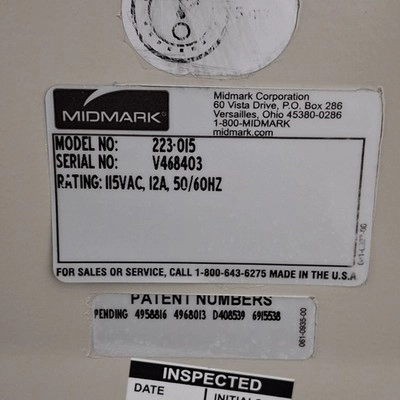 MIDMARK
Midmark Corporation
60 Vista Drive, P.O. Box 286
Versailles, Ohio 45380-0286
1-800-MIDMARK
midmark.com
MODEL NO: 223-015
SERIAL NO: V468403
RATING: 115VAC, 12A, 50/60HZ
FOR SALES OR SERVICE, CALL 1-800-643-6275 MADE IN THE U.S.A
PATENT NUMBERS
PENDING 4958816 4968013 D408539 6915538
061-0935-00
INSPECTED
DATE INITIALS